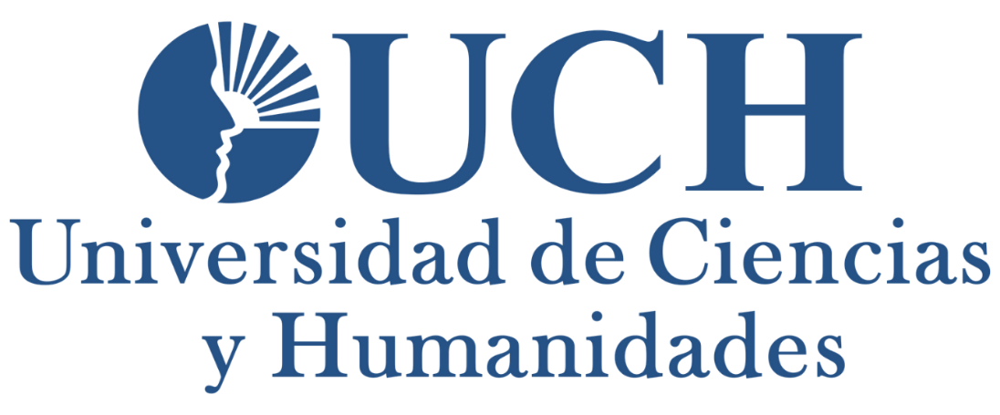 UCH
Universidad de Ciencias
y Humanidades